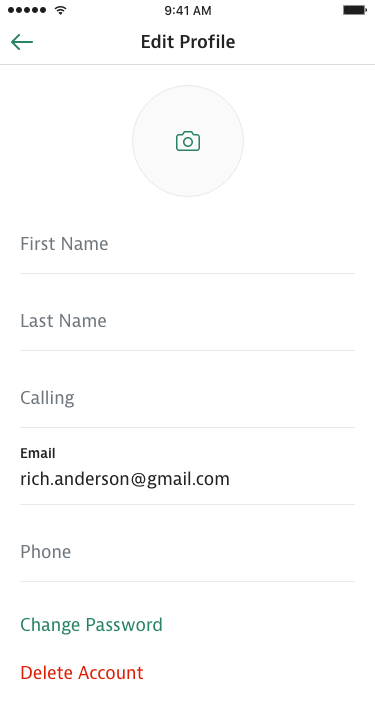 9:41 AM
Edit Profile
First Name
Last Name
Calling
Email
rich.anderson@gmail.com
Phone
Change Password
Delete Account